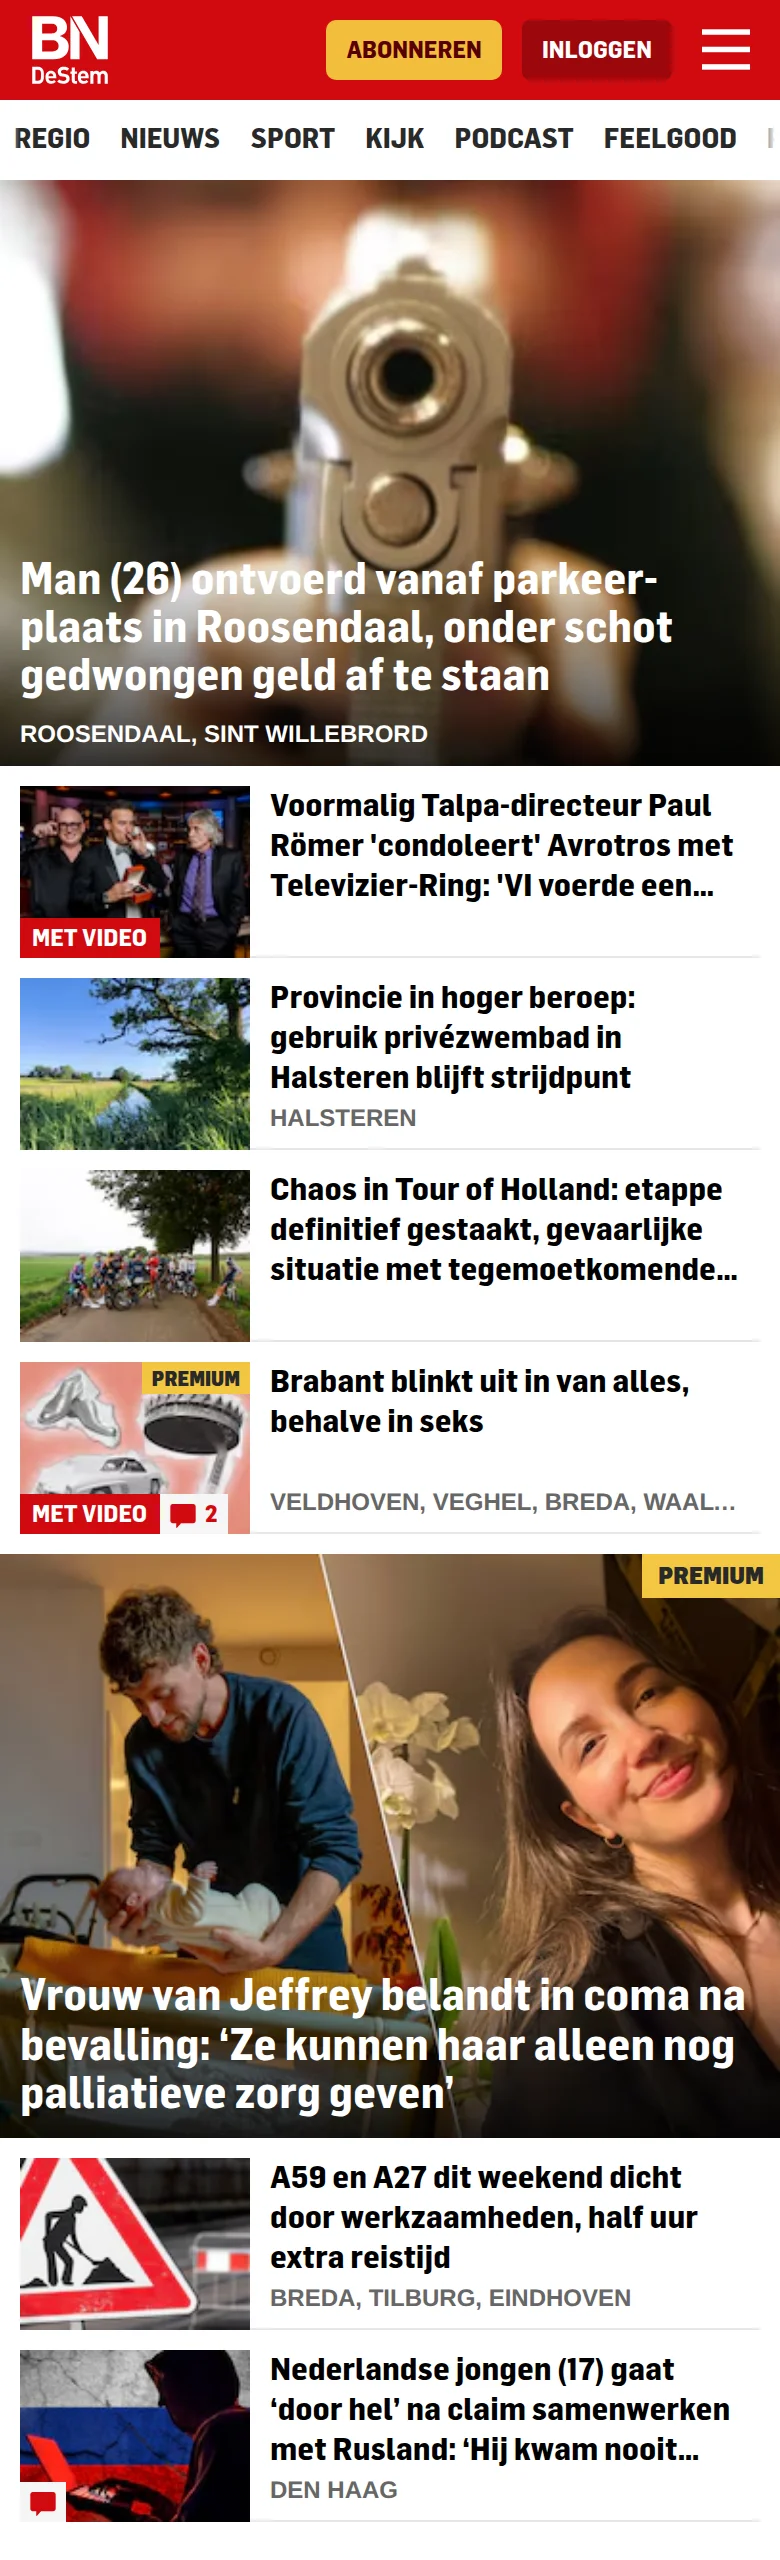 BN
DeStem
ABONNEREN
INLOGGEN
REGIO NIEUWS SPORT KIJK PODCAST FEELGOOD
Man (26) ontvoerd vanaf parkeer-
plaats in Roosendaal, onder schot
gedwongen geld af te staan
ROOSENDAAL, SINT WILLEBRORD
Voormalig Talpa-directeur Paul
Römer 'condoleert' Avrotros met
Televizier-Ring: 'VI voerde een...
MET VIDEO
Provincie in hoger beroep:
gebruik privézwembad in
Halsteren blijft strijdpunt
HALSTEREN
Chaos in Tour of Holland: etappe
definitief gestaakt, gevaarlijke
situatie met tegemoetkomende...
PREMIUM
Brabant blinkt uit in van alles,
behalve in seks
VELDHOVEN, VEGHEL, BREDA, WAAL...
MET VIDEO
2
PREMIUM
Vrouw van Jeffrey belandt in coma na
bevalling: ‘Ze kunnen haar alleen nog
palliatieve zorg geven’
A59 en A27 dit weekend dicht
door werkzaamheden, half uur
extra reistijd
BREDA, TILBURG, EINDHOVEN
Nederlandse jongen (17) gaat
‘door hel’ na claim samenwerken
met Rusland: ‘Hij kwam nooit...
DEN HAAG